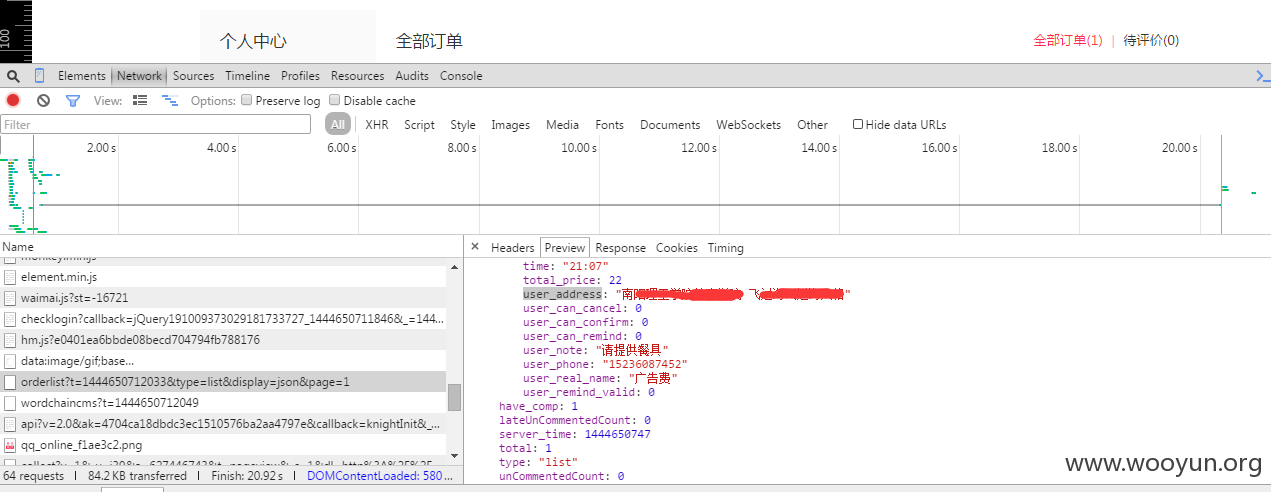 100
个人中心 全部订单 全部订单(1) | 待评价(0)
Elements Network Sources Timeline Profiles Resources Audits Console
View: Options: Preserve log Disable cache
Filter All XHR Script Style Images Media Fonts Documents WebSockets Other Hide data URLs
2.00 s 4.00 s 6.00 s 8.00 s 10.00 s 12.00 s 14.00 s 16.00 s 18.00 s 20.00 s
Name
element.min.js
waimai.js?st=-16721
checklogin?callback=jQuery191009373029181733727_1444650711846&_=144...
hm.js?e0401ea6bbde08becd704794fb788176
data:image/gif;base...
orderlist?t=1444650712033&type=list&display=json&page=1
wordchaincms?t=1444650712049
api?v=2.0&ak=4704ca18dbdc3ec1510576ba2aa4797e&callback=knightInit&_...
qq_online_f1ae3c2.png
64 requests | 84.2 KB transferred | Finish: 20.92 s | DOMContentLoaded: 580 ...
× Headers Preview Response Cookies Timing
time: "21:07"
total_price: 22
user_address: "南
user_can_cancel: 0
user_can_confirm: 0
user_can_remind: 0
user_note: "请提供餐具"
user_phone: "15236087452"
user_real_name: "广告费"
user_remind_valid: 0
have_comp: 1
lateUnCommentedCount: 0
server_time: 1444650747
total: 1
type: "list"
unCommentedCount: 0
www.wooyun.org